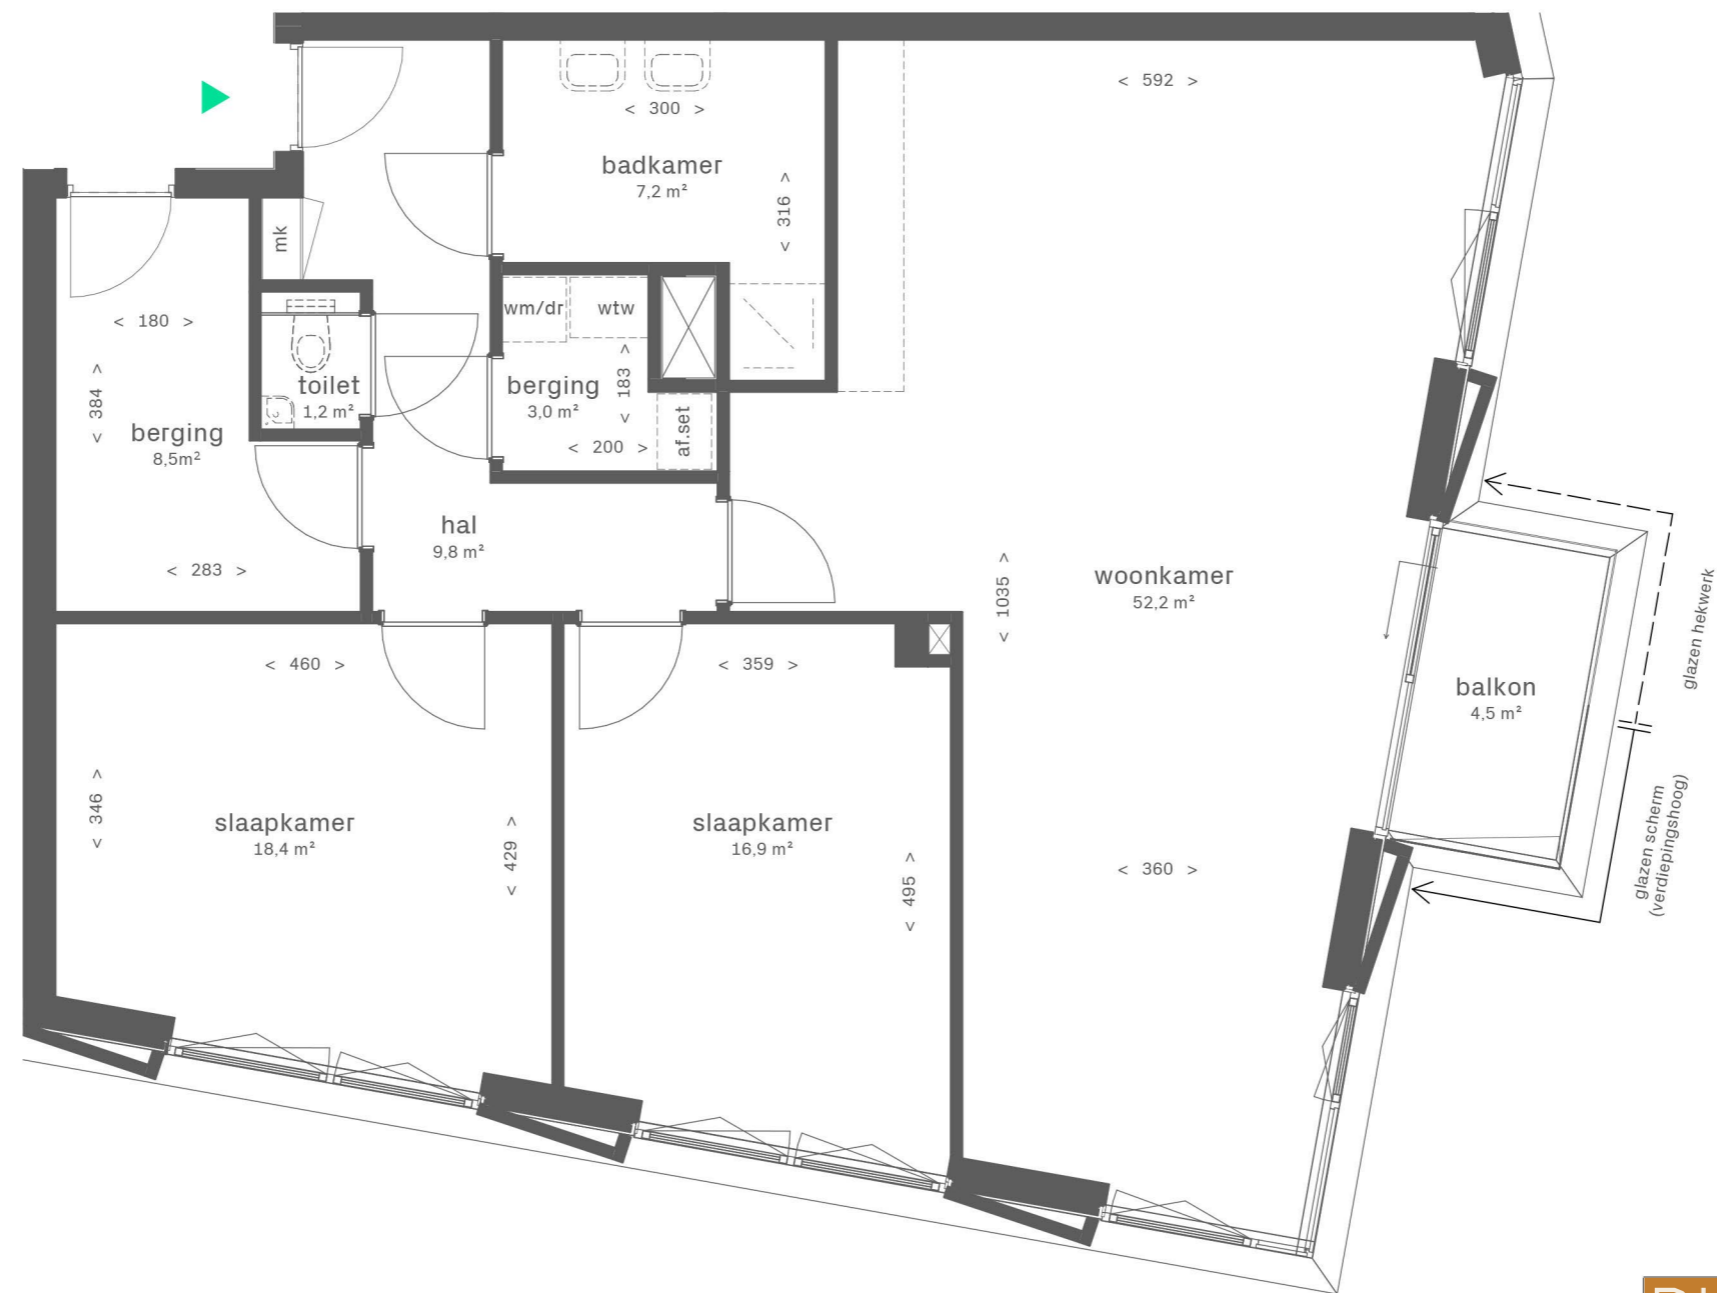 < 592 >
< 300 >
badkamer
7,2 m²
< 316 >
mk
wm/dr
wtw
< 180 >
< 384 >
toilet
1,2 m²
berging
3,0 m²
< 183 >
< 200 >
af.set
berging
8,5m²
hal
9,8 m²
< 283 >
< 1035 >
woonkamer
52,2 m²
glazen hekwerk
< 460 >
< 359 >
balkon
4,5 m²
< 346 >
slaapkamer
18,4 m²
< 429 >
slaapkamer
16,9 m²
< 495 >
< 360 >
glazen scherm
(verdiepingshoog)